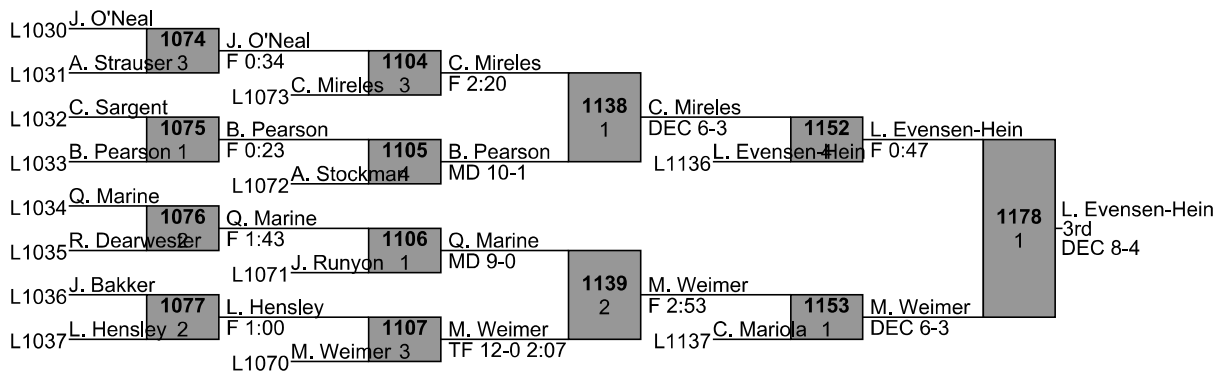 L1030 J. O'Neal
1074
3
L1031 A. Strauser
J. O'Neal
F 0:34
1104
3
L1073 C. Mireles
C. Mireles
F 2:20
L1032 C. Sargent
1075
1
L1033 B. Pearson
B. Pearson
F 0:23
1105
4
L1072 A. Stockman
B. Pearson
MD 10-1
1138
1
C. Mireles
DEC 6-3
1152
4
L1136 L. Evensen-Hein
L. Evensen-Hein
F 0:47
L1034 Q. Marine
1076
2
L1035 R. Dearwester
Q. Marine
F 1:43
1106
1
L1071 J. Runyon
Q. Marine
MD 9-0
L1036 J. Bakker
1077
2
L1037 L. Hensley
L. Hensley
F 1:00
1107
3
L1070 M. Weimer
M. Weimer
TF 12-0 2:07
1139
2
M. Weimer
F 2:53
1153
1
L1137 C. Mariola
M. Weimer
DEC 6-3
1178
1
L. Evensen-Hein
3rd
DEC 8-4